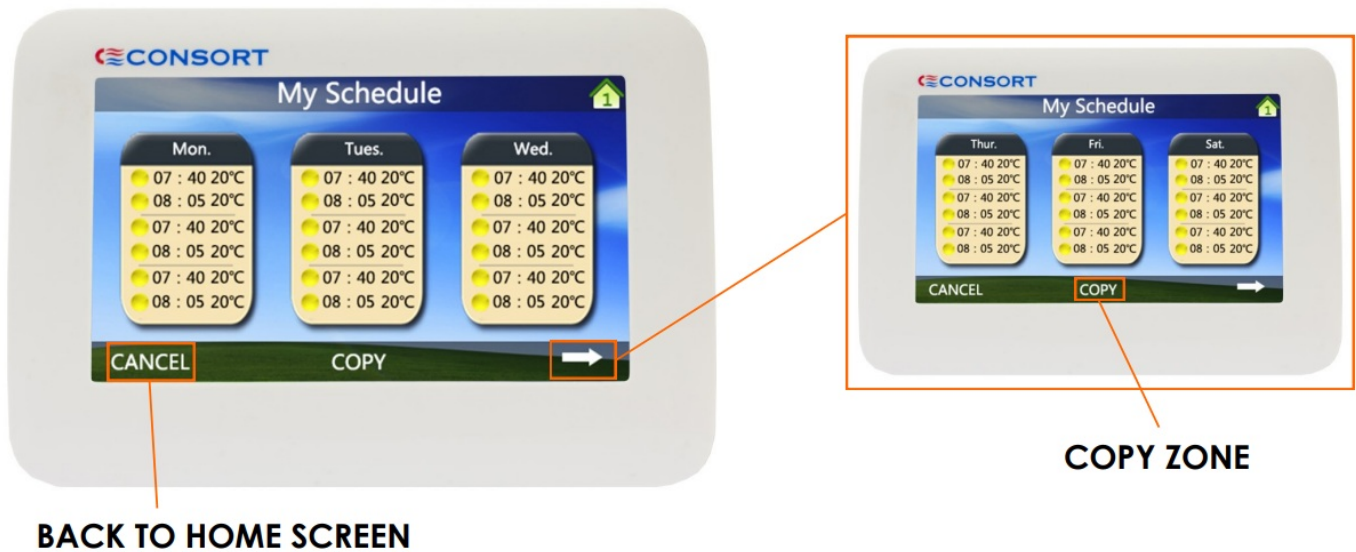 CONSORT
My Schedule
1
Mon. Tues. Wed.
07 : 40 20℃ 07 : 40 20℃ 07 : 40 20℃
08 : 05 20℃ 08 : 05 20℃ 08 : 05 20℃
07 : 40 20℃ 07 : 40 20℃ 07 : 40 20℃
08 : 05 20℃ 08 : 05 20℃ 08 : 05 20℃
07 : 40 20℃ 07 : 40 20℃ 07 : 40 20℃
08 : 05 20℃ 08 : 05 20℃ 08 : 05 20℃
CANCEL COPY
BACK TO HOME SCREEN
CONSORT
My Schedule
1
Thur. Fri. Sat.
07 : 40 20℃ 07 : 40 20℃ 07 : 40 20℃
08 : 05 20℃ 08 : 05 20℃ 08 : 05 20℃
07 : 40 20℃ 07 : 40 20℃ 07 : 40 20℃
08 : 05 20℃ 08 : 05 20℃ 08 : 05 20℃
07 : 40 20℃ 07 : 40 20℃ 07 : 40 20℃
08 : 05 20℃ 08 : 05 20℃ 08 : 05 20℃
CANCEL COPY
COPY ZONE